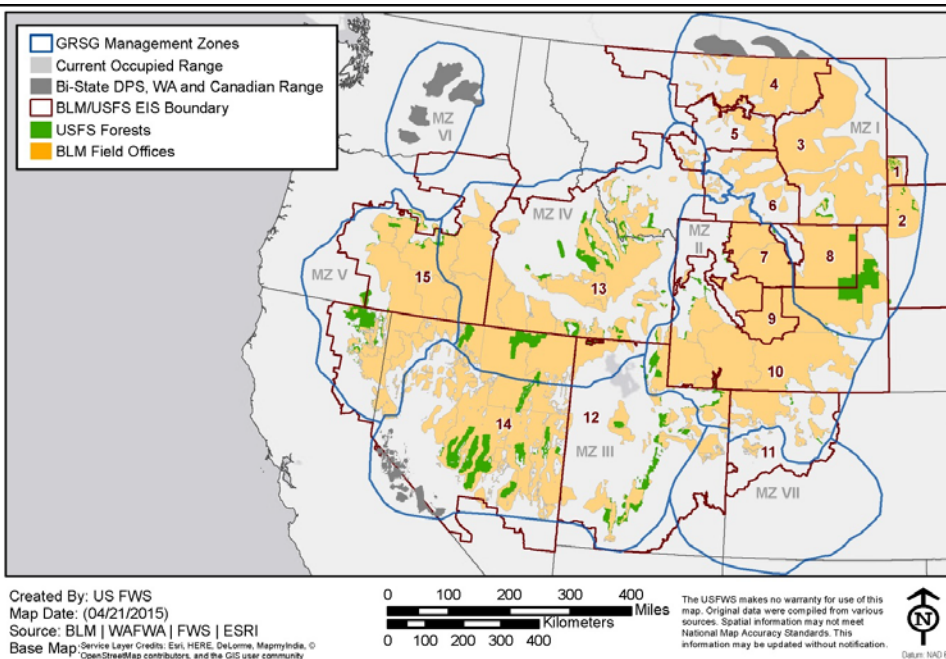 GRSG Management Zones
Current Occupied Range
Bi-State DPS, WA and Canadian Range
BLM/USFS EIS Boundary
USFS Forests
BLM Field Offices
MZ
VI
4
MZ I
5
3
1
2
6
MZ IV
MZ
II
7
8
MZ V
15
13
9
10
14
12
MZ III
11
MZ VII
Created By: US FWS
Map Date: (04/21/2015)
Source: BLM | WAFWA | FWS | ESRI
Base Map: Service Layer Credits: Esri, HERE, DeLorme, MapmyIndia, ©
OpenStreetMap contributors, and the GIS user community
0 100 200 300 400
Miles
Kilometers
0 100 200 300 400
The USFWS makes no warranty for use of this
map. Original data were compiled from various
sources. Spatial information may not meet
National Map Accuracy Standards. This
information may be updated without notification.
N
Datum: NAD